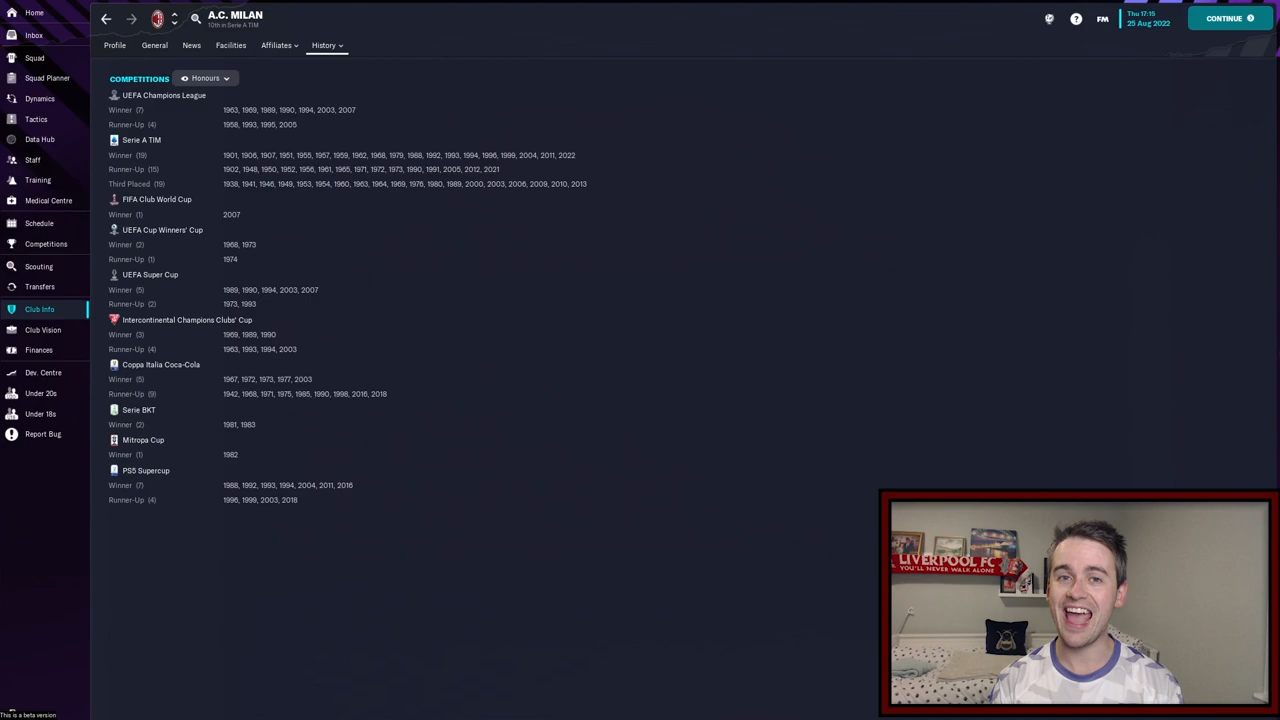 Home
Inbox
Squad
Squad Planner
Dynamics
Tactics
Data Hub
Staff
Training
Medical Centre
Schedule
Competitions
Scouting
Transfers
Club Info
Club Vision
Finances
Dev. Centre
Under 20s
Under 18s
Report Bug
This is a beta version
A.C. MILAN
10th in Serie A TIM
FM
Thu 17:15
25 Aug 2022
CONTINUE
Profile General News Facilities Affiliates History
COMPETITIONS Honours
UEFA Champions League
Winner (7) 1963, 1969, 1989, 1990, 1994, 2003, 2007
Runner-Up (4) 1958, 1993, 1995, 2005
Serie A TIM
Winner (19) 1901, 1906, 1907, 1951, 1955, 1957, 1959, 1962, 1968, 1979, 1988, 1992, 1993, 1994, 1996, 1999, 2004, 2011, 2022
Runner-Up (15) 1902, 1948, 1950, 1952, 1956, 1961, 1965, 1971, 1972, 1973, 1990, 1991, 2005, 2012, 2021
Third Placed (19) 1938, 1941, 1946, 1949, 1953, 1954, 1960, 1963, 1964, 1969, 1976, 1980, 1989, 2000, 2003, 2006, 2009, 2010, 2013
FIFA Club World Cup
Winner (1) 2007
UEFA Cup Winners' Cup
Winner (2) 1968, 1973
Runner-Up (1) 1974
UEFA Super Cup
Winner (5) 1989, 1990, 1994, 2003, 2007
Runner-Up (2) 1973, 1993
Intercontinental Champions Clubs' Cup
Winner (3) 1969, 1989, 1990
Runner-Up (4) 1963, 1993, 1994, 2003
Coppa Italia Coca-Cola
Winner (5) 1967, 1972, 1973, 1977, 2003
Runner-Up (9) 1942, 1968, 1971, 1975, 1985, 1990, 1998, 2016, 2018
Serie BKT
Winner (2) 1981, 1983
Mitropa Cup
Winner (1) 1982
PS5 Supercup
Winner (7) 1988, 1992, 1993, 1994, 2004, 2011, 2016
Runner-Up (4) 1996, 1999, 2003, 2018
LIVERPOOL FC
YOU'LL NEVER WALK ALONE